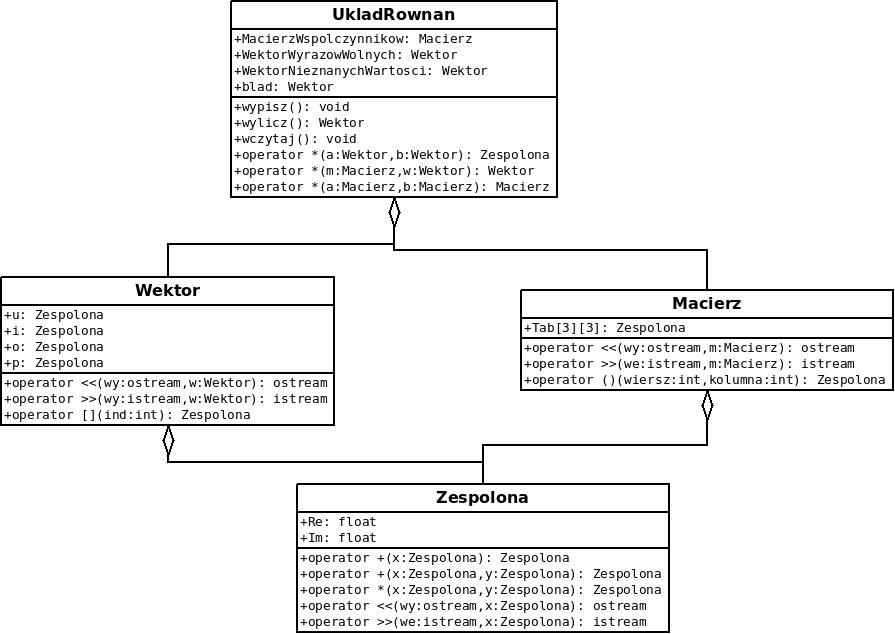 UkladRownan
+MacierzWspolczynnikow: Macierz
+WektorWyrazowWolnych: Wektor
+WektorNieznanychWartosci: Wektor
+blad: Wektor
+wypisz(): void
+wylicz(): Wektor
+wczytaj(): void
+operator *(a:Wektor,b:Wektor): Zespolona
+operator *(m:Macierz,w:Wektor): Wektor
+operator *(a:Macierz,b:Macierz): Macierz
Wektor
+u: Zespolona
+i: Zespolona
+o: Zespolona
+p: Zespolona
+operator <<(wy:ostream,w:Wektor): ostream
+operator >>(wy:istream,w:Wektor): istream
+operator [](ind:int): Zespolona
Macierz
+Tab[3][3]: Zespolona
+operator <<(wy:ostream,m:Macierz): ostream
+operator >>(we:istream,m:Macierz): istream
+operator ()(wiersz:int,kolumna:int): Zespolona
Zespolona
+Re: float
+Im: float
+operator +(x:Zespolona): Zespolona
+operator +(x:Zespolona,y:Zespolona): Zespolona
+operator *(x:Zespolona,y:Zespolona): Zespolona
+operator <<(wy:ostream,x:Zespolona): ostream
+operator >>(we:istream,x:Zespolona): istream